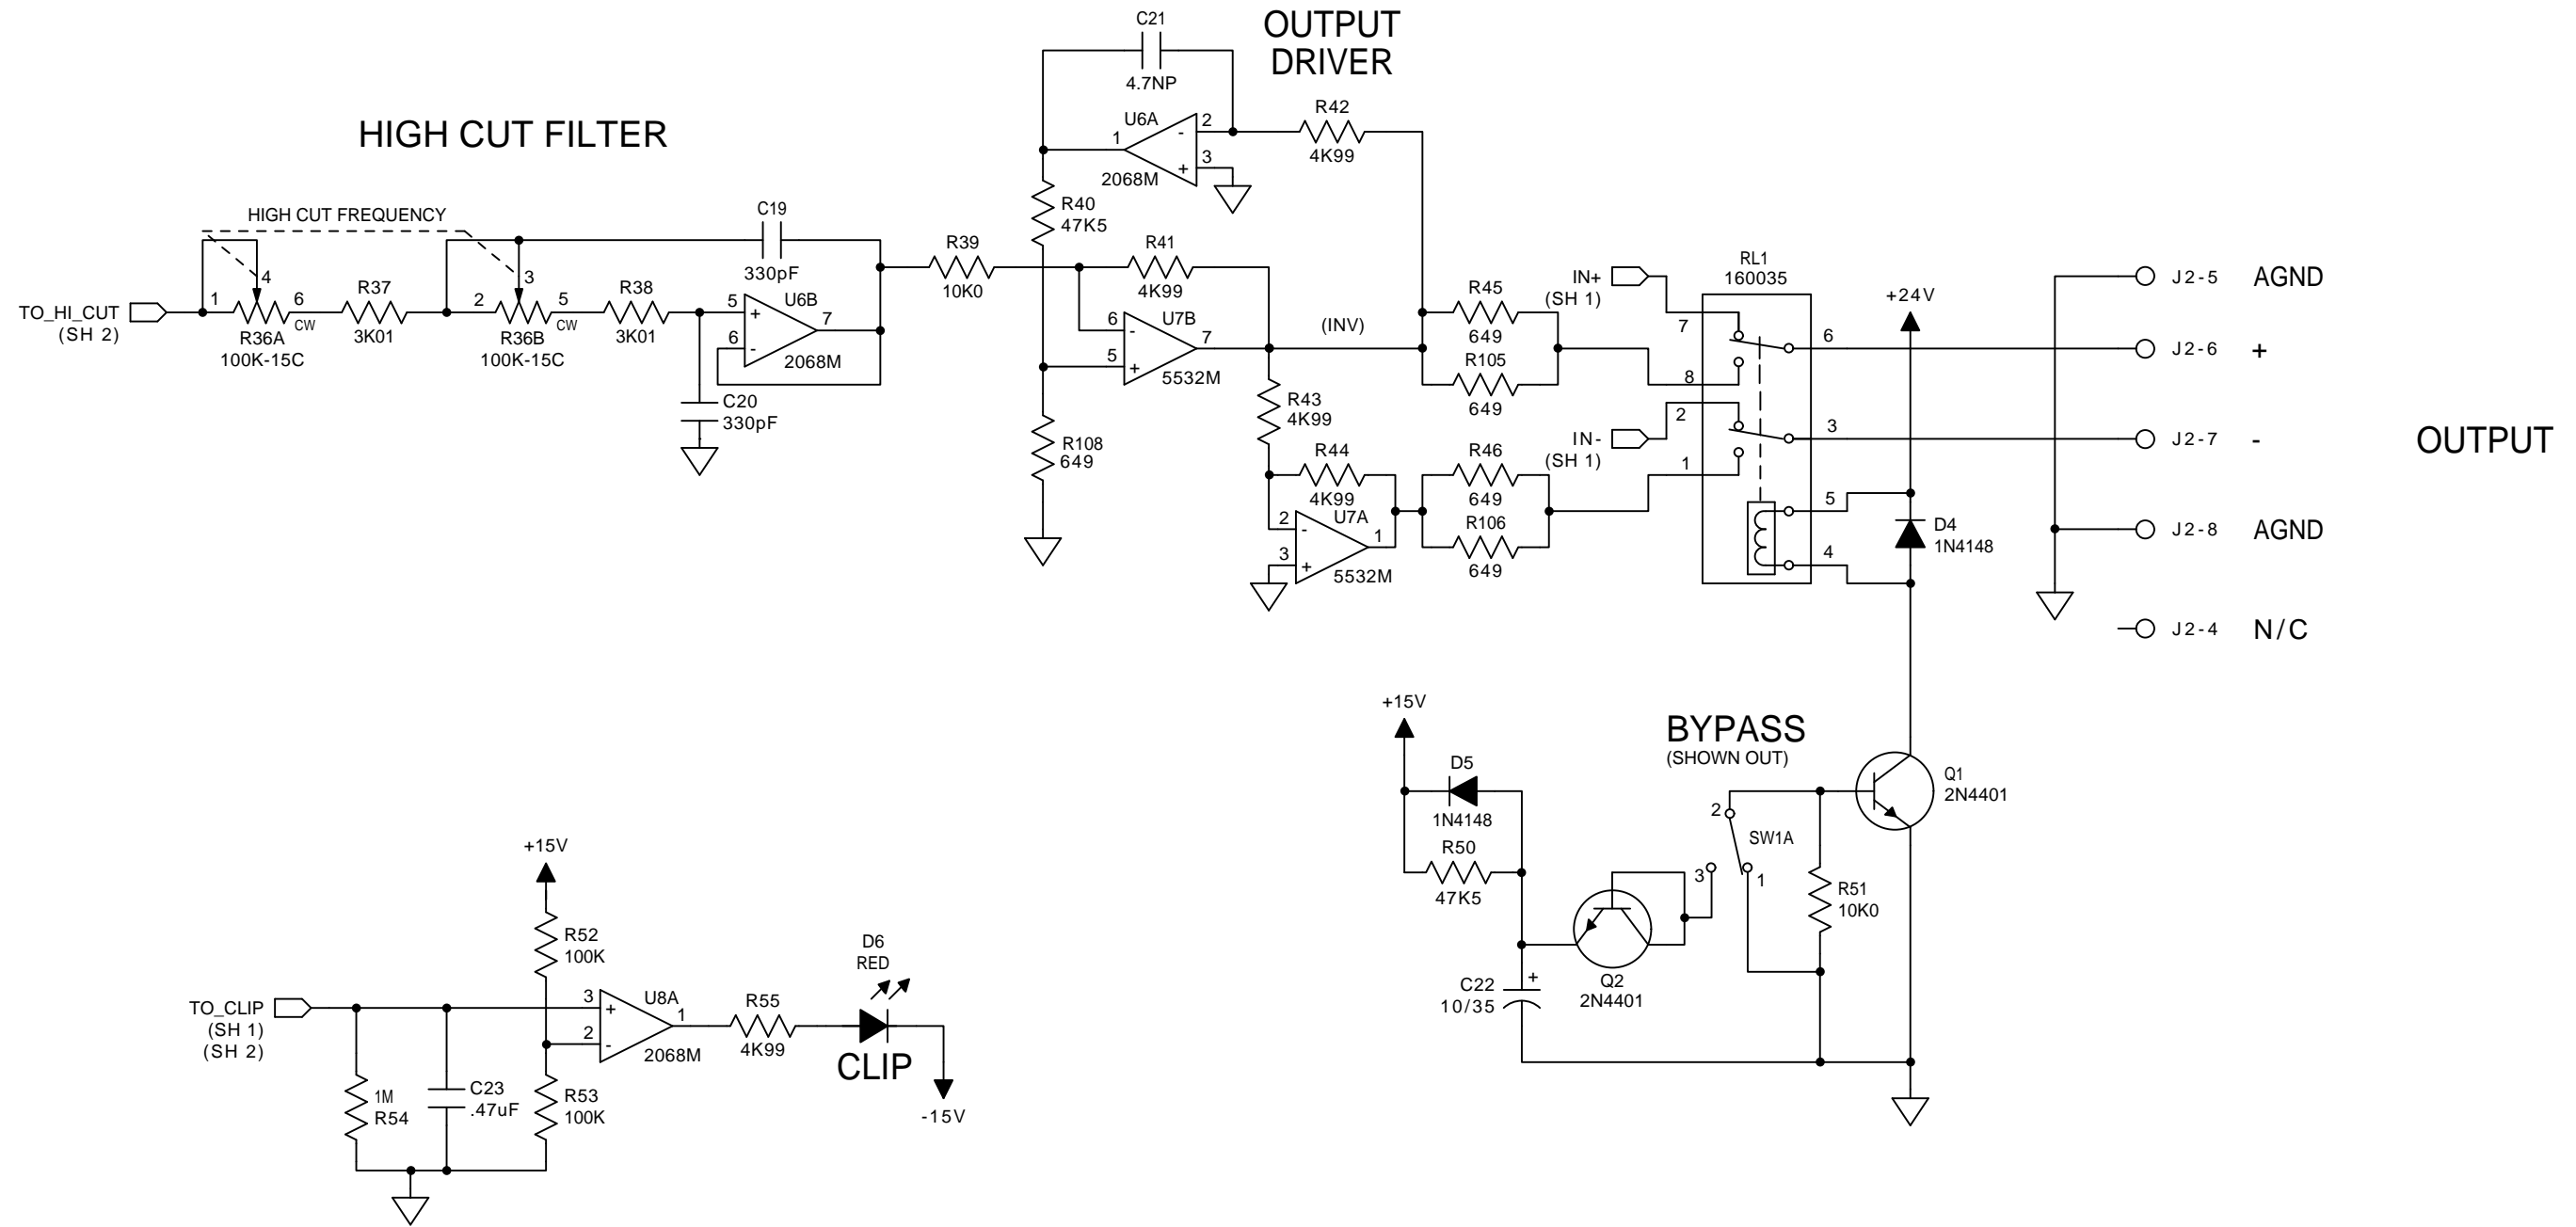 HIGH CUT FILTER
HIGH CUT FREQUENCY
TO_HI_CUT
(SH 2)
1
4
6
CW
R36A
100K-15C
R37
3K01
2
3
5
CW
R36B
100K-15C
R38
3K01
C19
330pF
5
+
6
-
U6B
7
2068M
C20
330pF
OUTPUT
DRIVER
C21
4.7NP
U6A
1
2
-
3
+
2068M
R42
4K99
R40
47K5
R39
10K0
R41
4K99
6
-
5
+
U7B
7
5532M
(INV)
R108
649
R43
4K99
R44
4K99
U7A
2
-
3
+
1
5532M
R45
649
R105
649
R46
649
R106
649
IN+
(SH 1)
IN-
(SH 1)
RL1
160035
7
8
2
1
6
3
5
4
+24V
D4
1N4148
J2-5 AGND
J2-6 +
J2-7 -
J2-8 AGND
J2-4 N/C
OUTPUT
+15V
D5
1N4148
R50
47K5
C22
10/35
+
Q2
2N4401
BYPASS
(SHOWN OUT)
2
SW1A
3
1
R51
10K0
Q1
2N4401
+15V
R52
100K
TO_CLIP
(SH 1)
(SH 2)
1M
R54
C23
.47uF
R53
100K
3
+
2
-
U8A
1
2068M
R55
4K99
D6
RED
CLIP
-15V